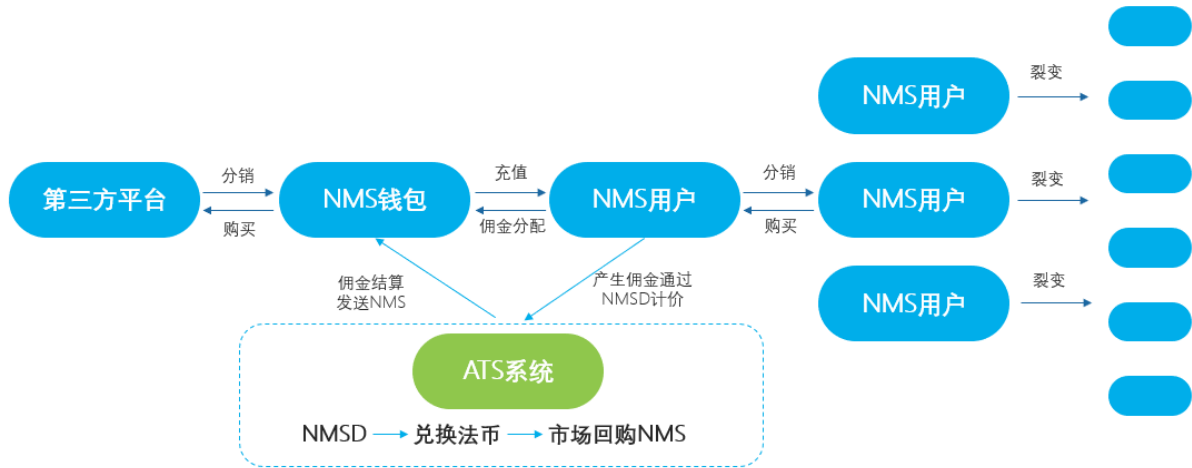 NMS用户
裂变
第三方平台
分销
购买
NMS钱包
充值
佣金分配
NMS用户
分销
购买
NMS用户
裂变
佣金结算
发送NMS
产生佣金通过
NMSD计价
NMS用户
裂变
ATS系统
NMSD
兑换法币
市场回购NMS